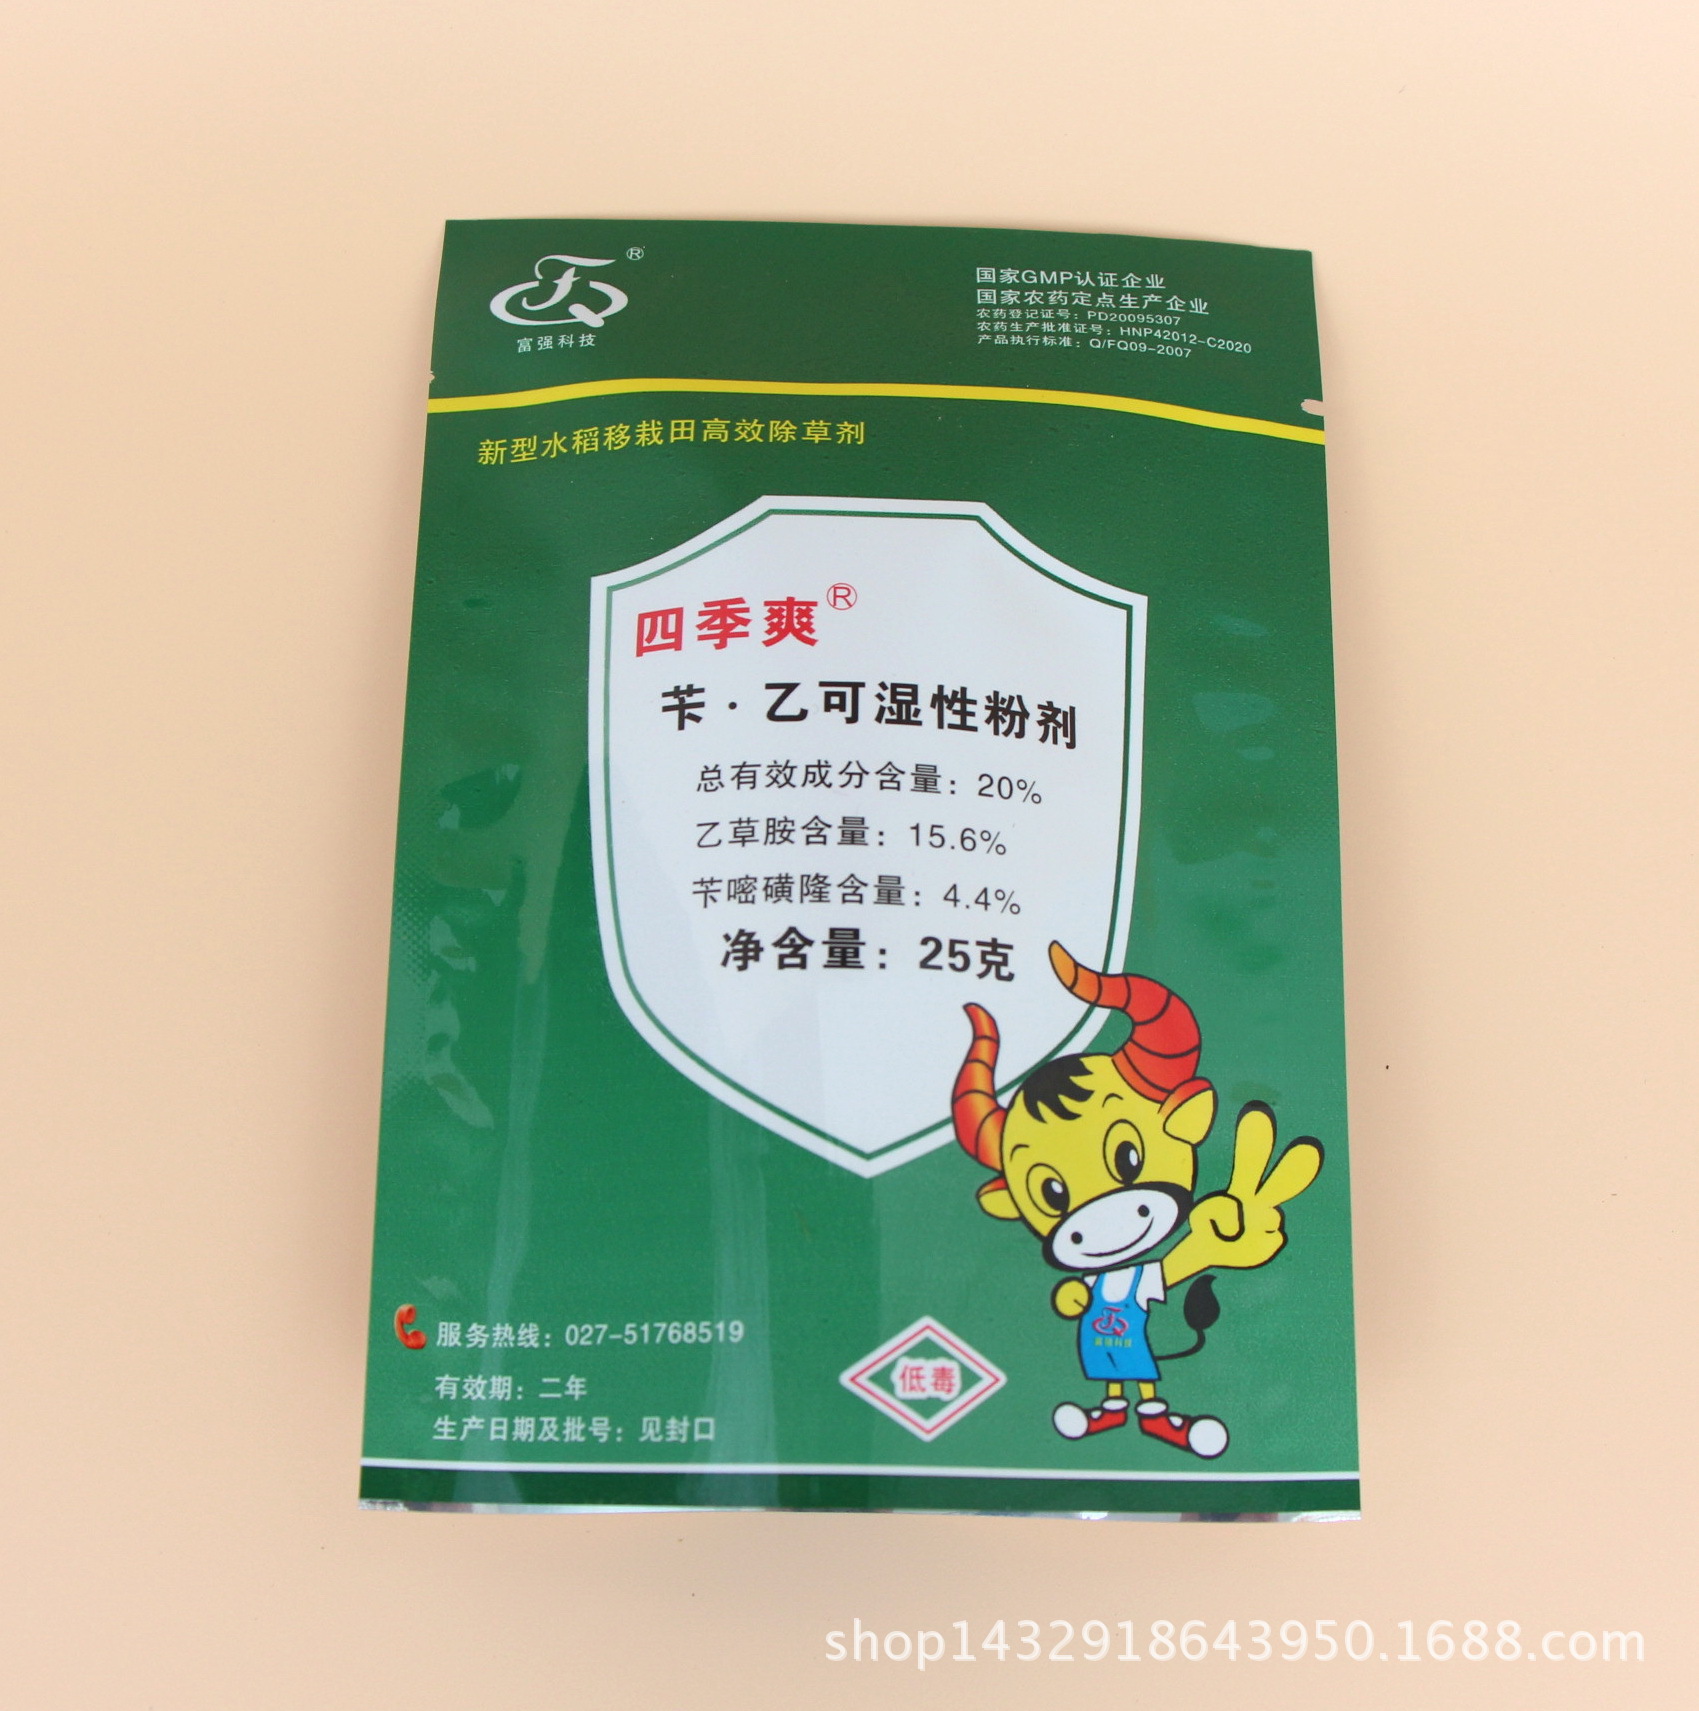 FQ®
富强科技
国家GMP认证企业
国家农药定点生产企业
农药登记证号：PD20095307
农药生产批准证号：HNP42012-C2020
产品执行标准：Q/FQ09-2007
新型水稻移栽田高效除草剂
四季爽®
苄·乙可湿性粉剂
总有效成分含量：20%
乙草胺含量：15.6%
苄嘧磺隆含量：4.4%
净含量：25克
服务热线：027-51768519
有效期：二年
生产日期及批号：见封口
低毒
FQ
富强科技
shop1432918643950.1688.com